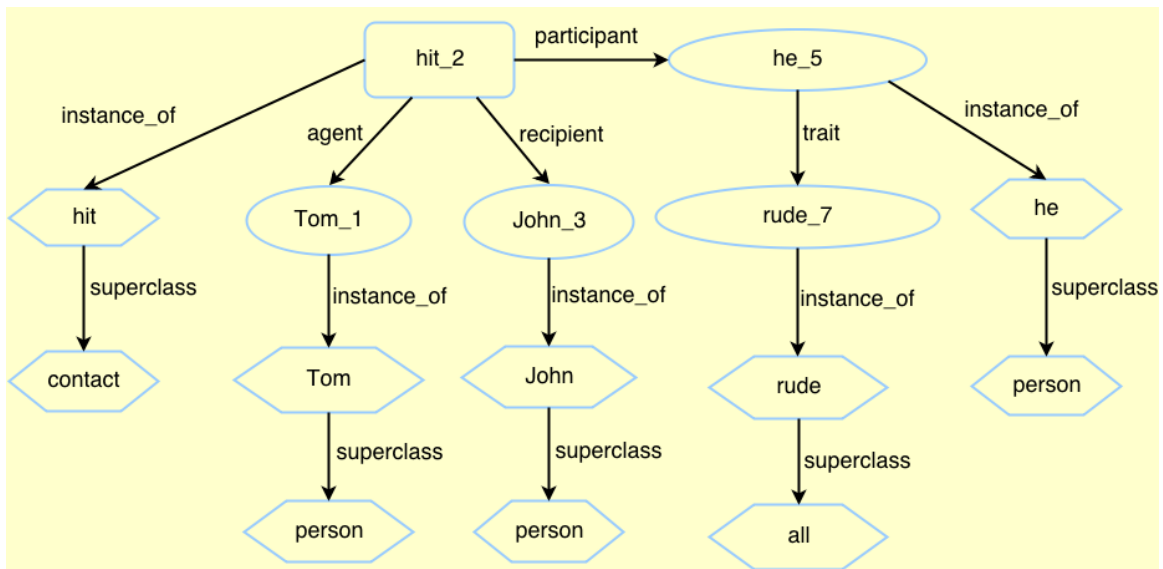 participant
hit_2
he_5
instance_of
agent
recipient
trait
instance_of
hit
Tom_1
John_3
rude_7
he
superclass
instance_of
instance_of
instance_of
superclass
contact
Tom
John
rude
person
superclass
superclass
superclass
person
person
all